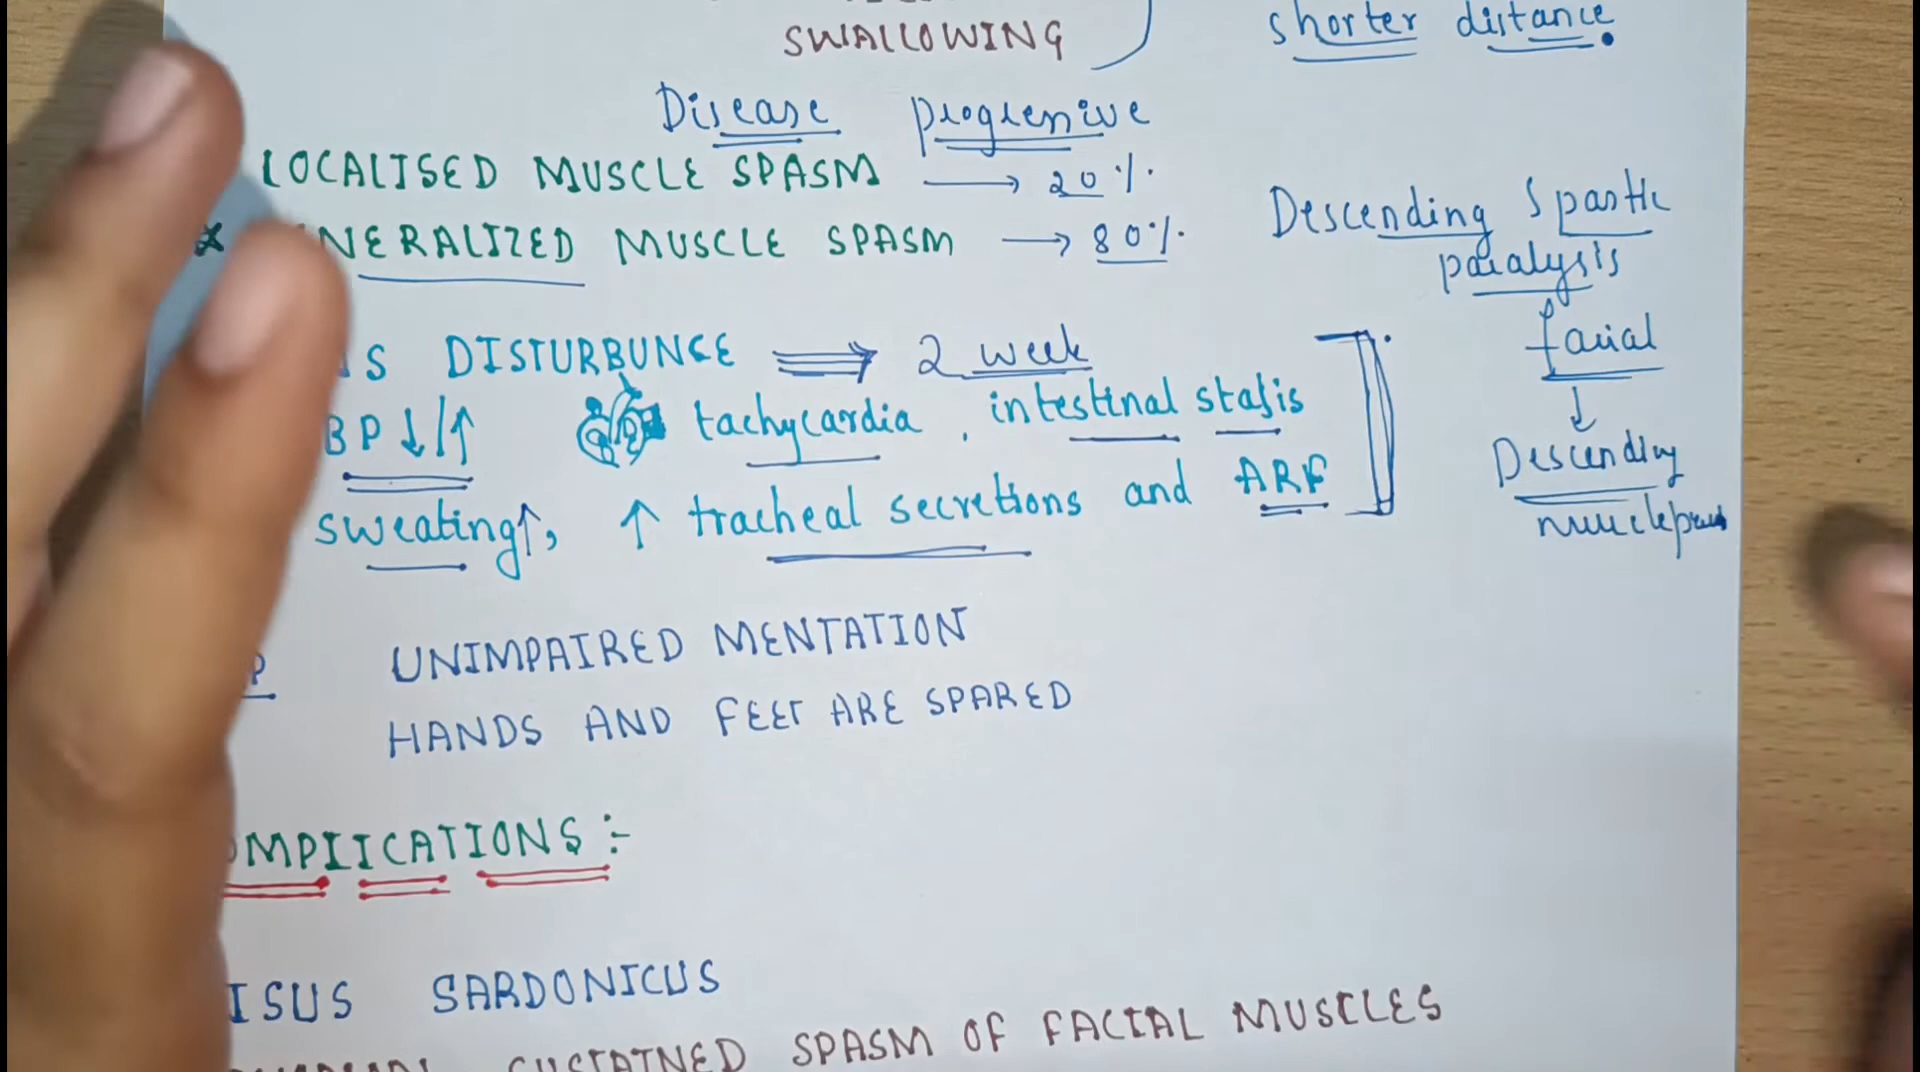 SWALLOWING
shorter distance.
Disease progressive
LOCALISED MUSCLE SPASM → 20%.
NERALIZED MUSCLE SPASM → 80%.
Descending Spastic
paralysis
facial
↓
Descending
S DISTURBUNCE ⇒ 2 week
BP ↓/↑ tachycardia, intestinal stasis
sweating↑, ↑ tracheal secretions and ARF
P UNIMPAIRED MENTATION
HANDS AND FEET ARE SPARED
OMPLICATIONS :-
ISUS SARDONICUS
SUSTAINED SPASM OF FACIAL MUSCLES